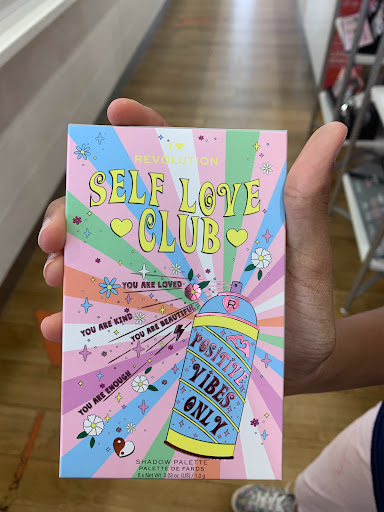 I ♥
REVOLUTION
SELF LOVE
CLUB
YOU ARE LOVED
YOU ARE KIND
YOU ARE BEAUTIFUL
YOU ARE ENOUGH
R
POSITIVE
VIBES
ONLY
SHADOW PALETTE
PALETTE DE FARDS